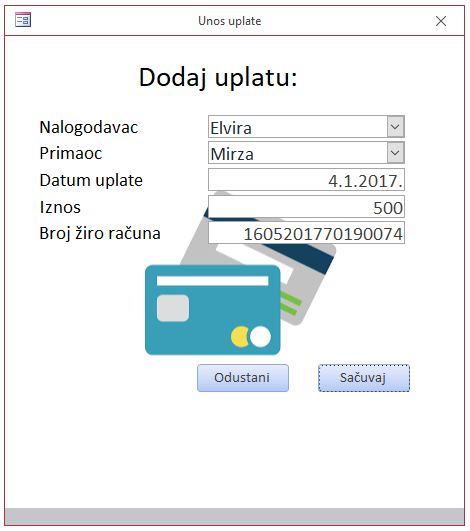 Unos uplate
Dodaj uplatu:
Nalogodavac Elvira
Primaoc Mirza
Datum uplate 4.1.2017.
Iznos 500
Broj žiro računa 1605201770190074
Odustani Sačuvaj